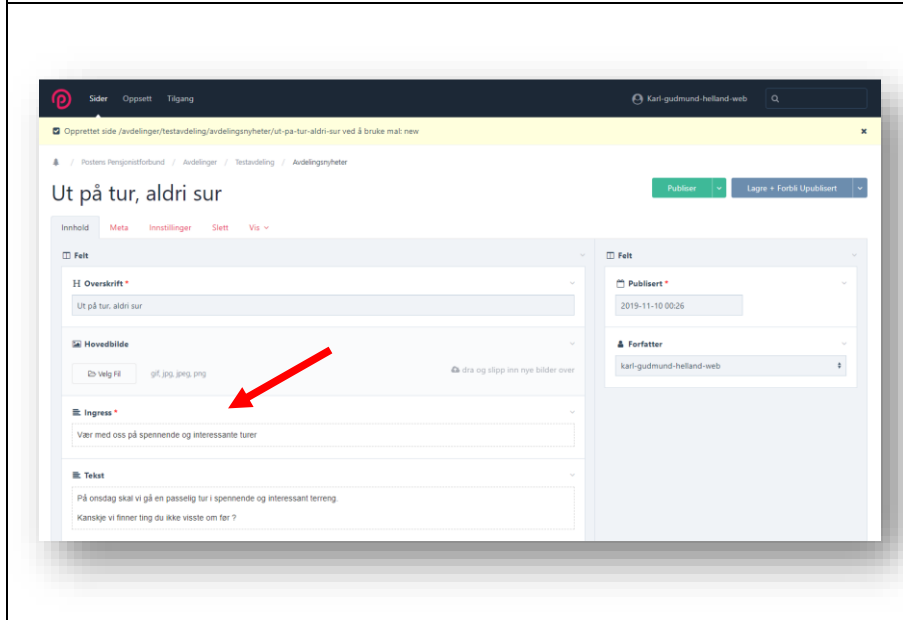 Sider Oppsett Tilgang Karl-gudmund-helland-web
Opprettet side /avdelinger/testavdeling/avdelingsnyheter/ut-pa-tur-aldri-sur ved å bruke mal: new
/ Postens Pensjonistforbund / Avdelinger / Testavdeling / Avdelingsnyheter
Ut på tur, aldri sur
Publiser Lagre + Forbli Upublisert
Innhold Meta Innstillinger Slett Vis
Felt
Overskrift *
Ut på tur, aldri sur
Hovedbilde
Velg Fil gif, jpg, jpeg, png dra og slipp inn nye bilder over
Ingress *
Vær med oss på spennende og interessante turer
Tekst
På onsdag skal vi gå en passelig tur i spennende og interessant terreng.
Kanskje vi finner ting du ikke visste om før ?
Felt
Publisert *
2019-11-10 00:26
Forfatter
karl-gudmund-helland-web